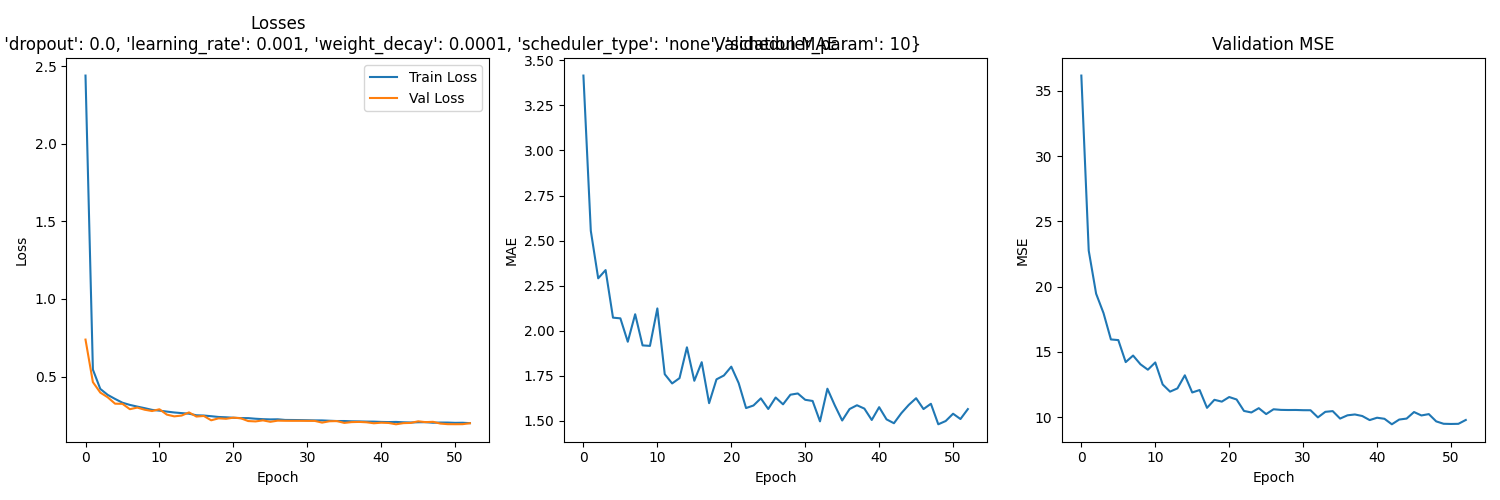 Losses
'dropout': 0.0, 'learning_rate': 0.001, 'weight_decay': 0.0001, 'scheduler_type': 'none', 'scheduler_param': 10}
Validation MAE
Validation MSE
2.5
2.0
1.5
1.0
0.5
Loss
Train Loss
Val Loss
0 10 20 30 40 50
Epoch
3.50
3.25
3.00
2.75
2.50
2.25
2.00
1.75
1.50
MAE
0 10 20 30 40 50
Epoch
35
30
25
20
15
10
MSE
0 10 20 30 40 50
Epoch